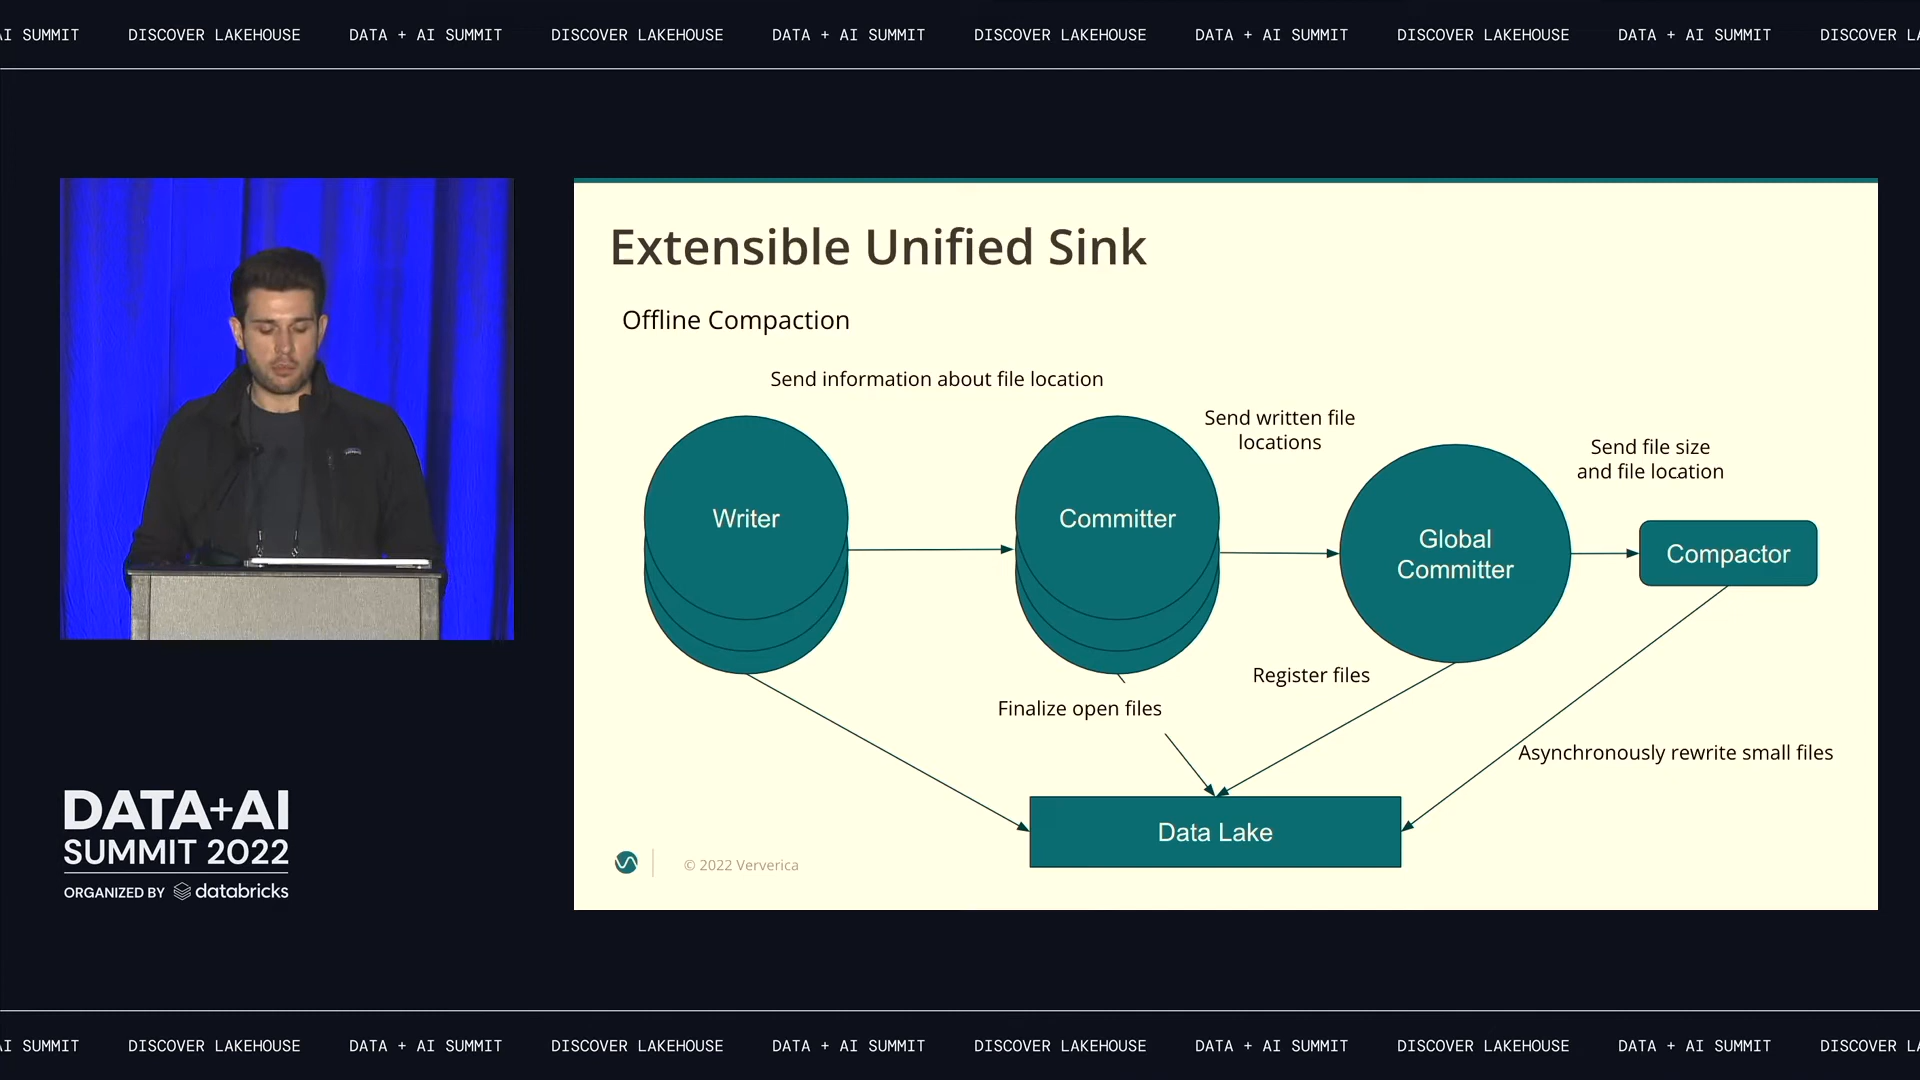 AI SUMMIT DISCOVER LAKEHOUSE DATA + AI SUMMIT DISCOVER LAKEHOUSE DATA + AI SUMMIT DISCOVER LAKEHOUSE DATA + AI SUMMIT DISCOVER LAKEHOUSE DATA + AI SUMMIT DISCOVER LA
Extensible Unified Sink
Offline Compaction
Send information about file location
Send written file
locations
Send file size
and file location
Writer
Committer
Global
Committer
Compactor
Register files
Finalize open files
Asynchronously rewrite small files
Data Lake
© 2022 Ververica
DATA+AI
SUMMIT 2022
ORGANIZED BY databricks
AI SUMMIT DISCOVER LAKEHOUSE DATA + AI SUMMIT DISCOVER LAKEHOUSE DATA + AI SUMMIT DISCOVER LAKEHOUSE DATA + AI SUMMIT DISCOVER LAKEHOUSE DATA + AI SUMMIT DISCOVER LA